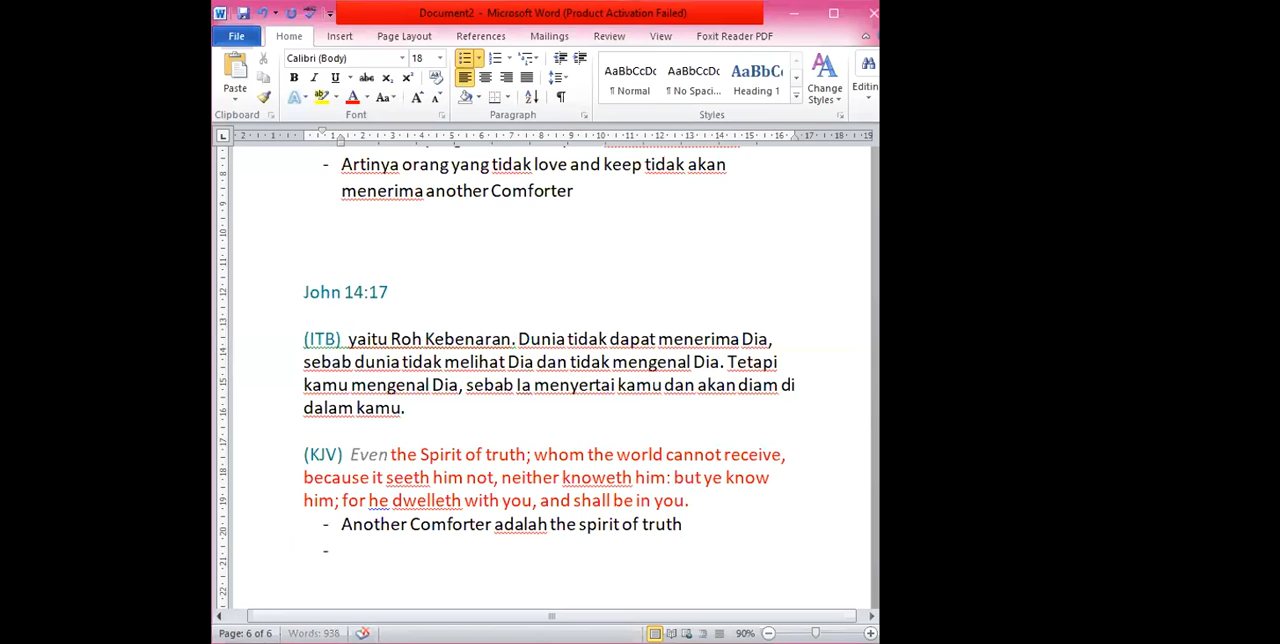 Document2 - Microsoft Word (Product Activation Failed)
File Home Insert Page Layout References Mailings Review View Foxit Reader PDF
Calibri (Body) 18
AaBbCcDc AaBbCcDc AaBbC
Paste ¶ Normal ¶ No Spaci... Heading 1 Change Styles Editin
Clipboard Font Paragraph Styles
- Artinya orang yang tidak love and keep tidak akan
menerima another Comforter
John 14:17
(ITB) yaitu Roh Kebenaran. Dunia tidak dapat menerima Dia,
sebab dunia tidak melihat Dia dan tidak mengenal Dia. Tetapi
kamu mengenal Dia, sebab Ia menyertai kamu dan akan diam di
dalam kamu.
(KJV) Even the Spirit of truth; whom the world cannot receive,
because it seeth him not, neither knoweth him: but ye know
him; for he dwelleth with you, and shall be in you.
- Another Comforter adalah the spirit of truth
-
Page: 6 of 6 Words: 938 90%